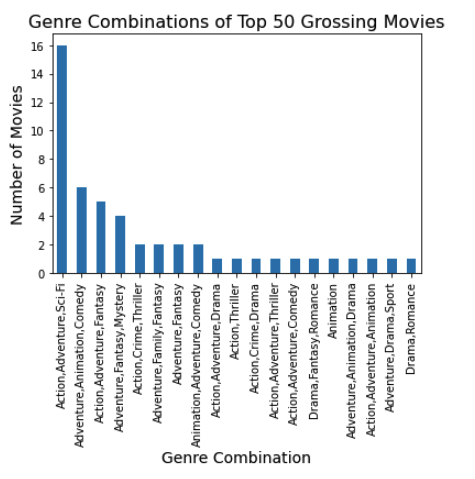 Genre Combinations of Top 50 Grossing Movies
Number of Movies
16
14
12
10
8
6
4
2
0
Action,Adventure,Sci-Fi
Adventure,Animation,Comedy
Action,Adventure,Fantasy
Adventure,Fantasy,Mystery
Action,Crime,Thriller
Adventure,Family,Fantasy
Adventure,Fantasy
Animation,Adventure,Comedy
Action,Adventure,Drama
Action,Thriller
Action,Crime,Drama
Action,Adventure,Thriller
Action,Adventure,Comedy
Drama,Fantasy,Romance
Animation
Adventure,Animation,Drama
Action,Adventure,Animation
Adventure,Drama,Sport
Drama,Romance
Genre Combination